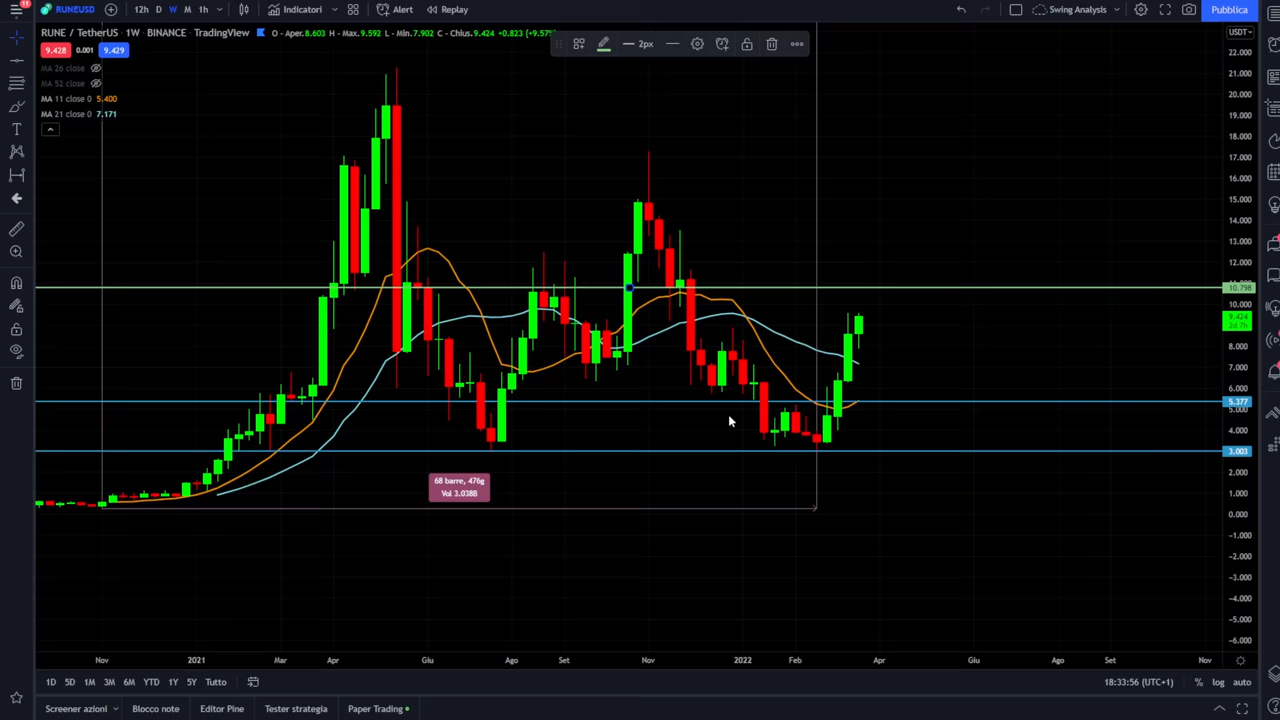 11
RUNEUSD 12h D W M 1h Indicatori Alert Replay Swing Analysis Pubblica
RUNE / TetherUS · 1W · BINANCE · TradingView O - Aper. 8.603 H - Max. 9.592 L - Min. 7.902 C - Chius. 9.424 +0.823 (+9.57% USDT
9.428 0.001 9.429 2px
MA 26 close
MA 52 close
MA 11 close 0 5.400
MA 21 close 0 7.171
22.000
21.000
20.000
19.000
18.000
17.000
16.000
15.000
14.000
13.000
12.000
10.798
10.000
9.424
2d 7h
8.000
7.000
6.000
5.377
5.000
4.000
3.003
2.000
1.000
0.000
-1.000
-2.000
-3.000
-4.000
-5.000
-6.000
68 barre, 476g
Vol 3.038B
Nov 2021 Mar Apr Giu Ago Set Nov 2022 Feb Apr Giu Ago Set Nov
1D 5D 1M 3M 6M YTD 1Y 5Y Tutto 18:33:56 (UTC+1) % log auto
Screener azioni Blocco note Editor Pine Tester strategia Paper Trading